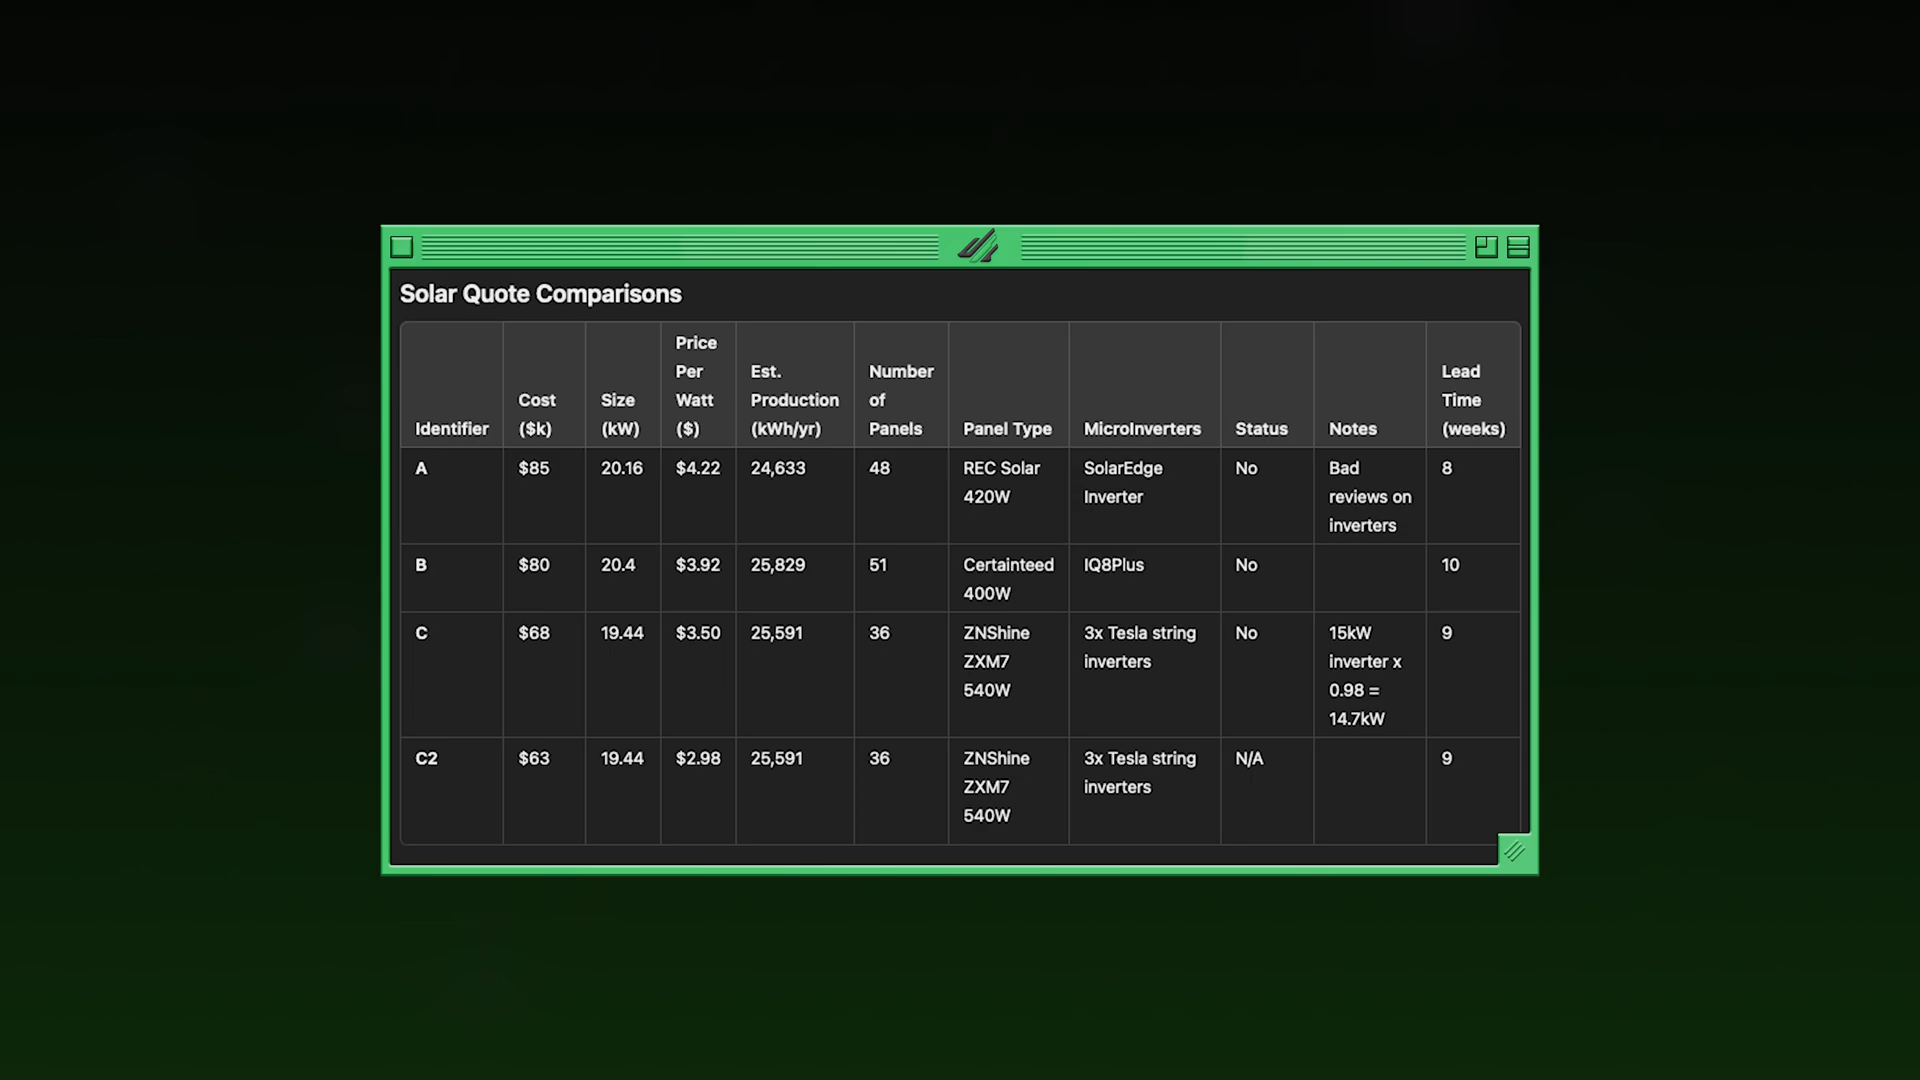 Solar Quote Comparisons
Identifier
Cost
($k)
Size
(kW)
Price
Per
Watt
($)
Est.
Production
(kWh/yr)
Number
of
Panels
Panel Type
MicroInverters
Status
Notes
Lead
Time
(weeks)
A
$85
20.16
$4.22
24,633
48
REC Solar
420W
SolarEdge
Inverter
No
Bad
reviews on
inverters
8
B
$80
20.4
$3.92
25,829
51
Certainteed
400W
IQ8Plus
No
10
C
$68
19.44
$3.50
25,591
36
ZNShine
ZXM7
540W
3x Tesla string
inverters
No
15kW
inverter x
0.98 =
14.7kW
9
C2
$63
19.44
$2.98
25,591
36
ZNShine
ZXM7
540W
3x Tesla string
inverters
N/A
9